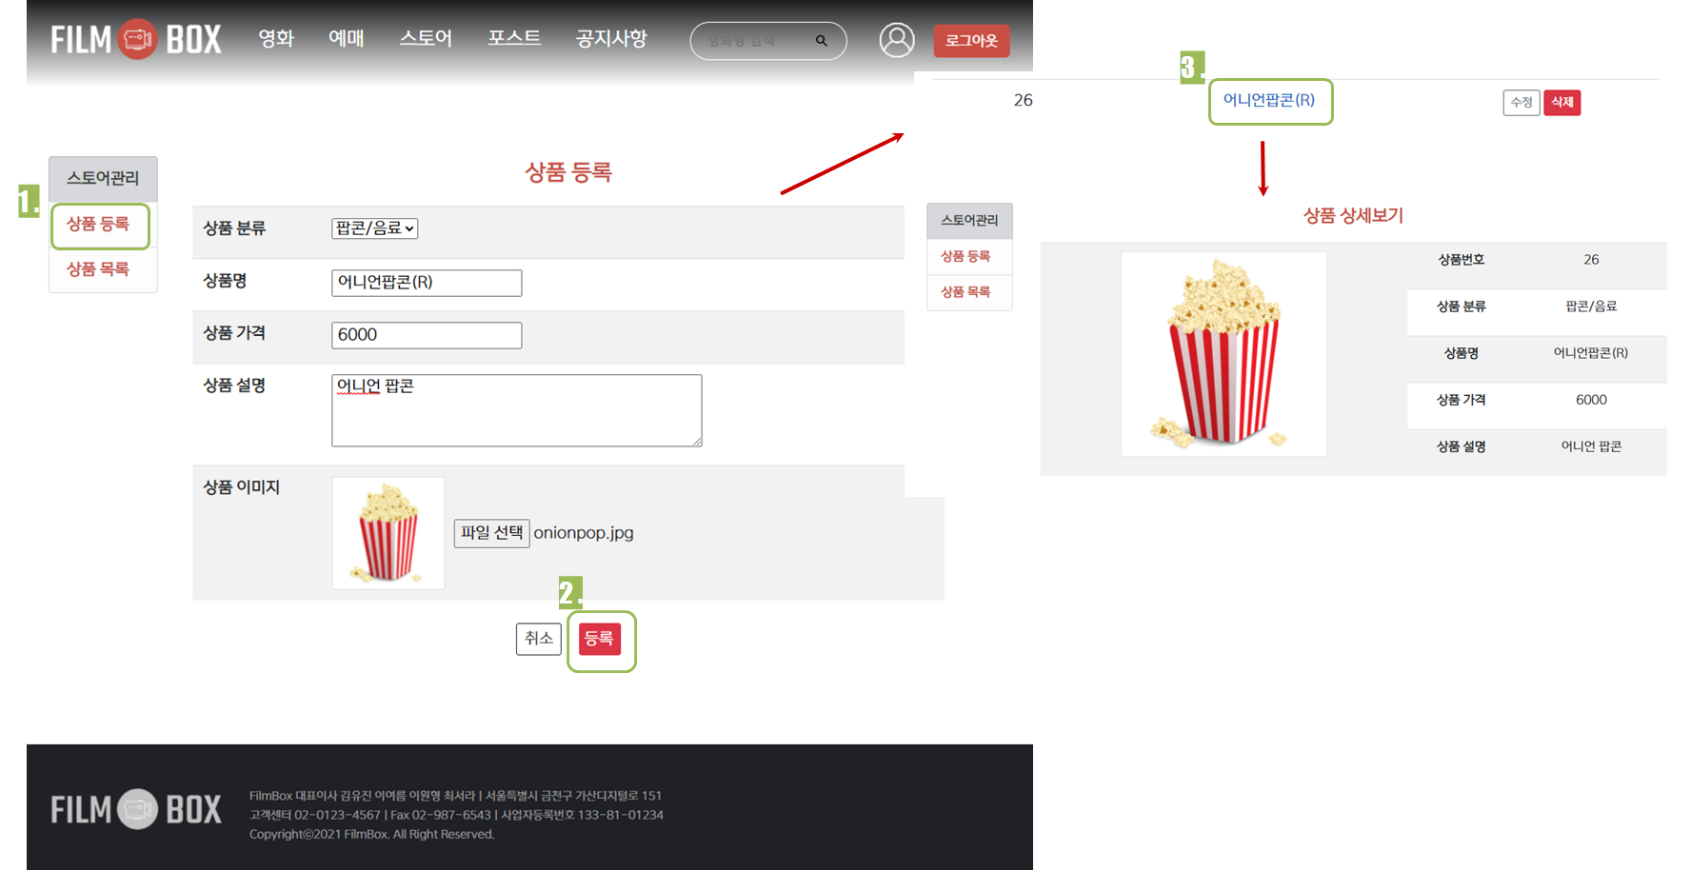 FILM BOX 영화 예매 스토어 포스트 공지사항 영화명 검색 로그아웃
3.
26 어니언팝콘(R) 수정 삭제
스토어관리
1.
상품 등록
상품 목록
상품 등록
상품 분류 팝콘/음료
상품명 어니언팝콘(R)
상품 가격 6000
상품 설명 어니언 팝콘
상품 이미지 파일 선택 onionpop.jpg
2.
취소 등록
스토어관리
상품 등록
상품 목록
상품 상세보기
상품번호 26
상품 분류 팝콘/음료
상품명 어니언팝콘(R)
상품 가격 6000
상품 설명 어니언 팝콘
FILM BOX
FilmBox 대표이사 김유진 이여름 이원형 최서라 | 서울특별시 금천구 가산디지털로 151
고객센터 02-0123-4567 | Fax 02-987-6543 | 사업자등록번호 133-81-01234
Copyright©2021 FilmBox. All Right Reserved.